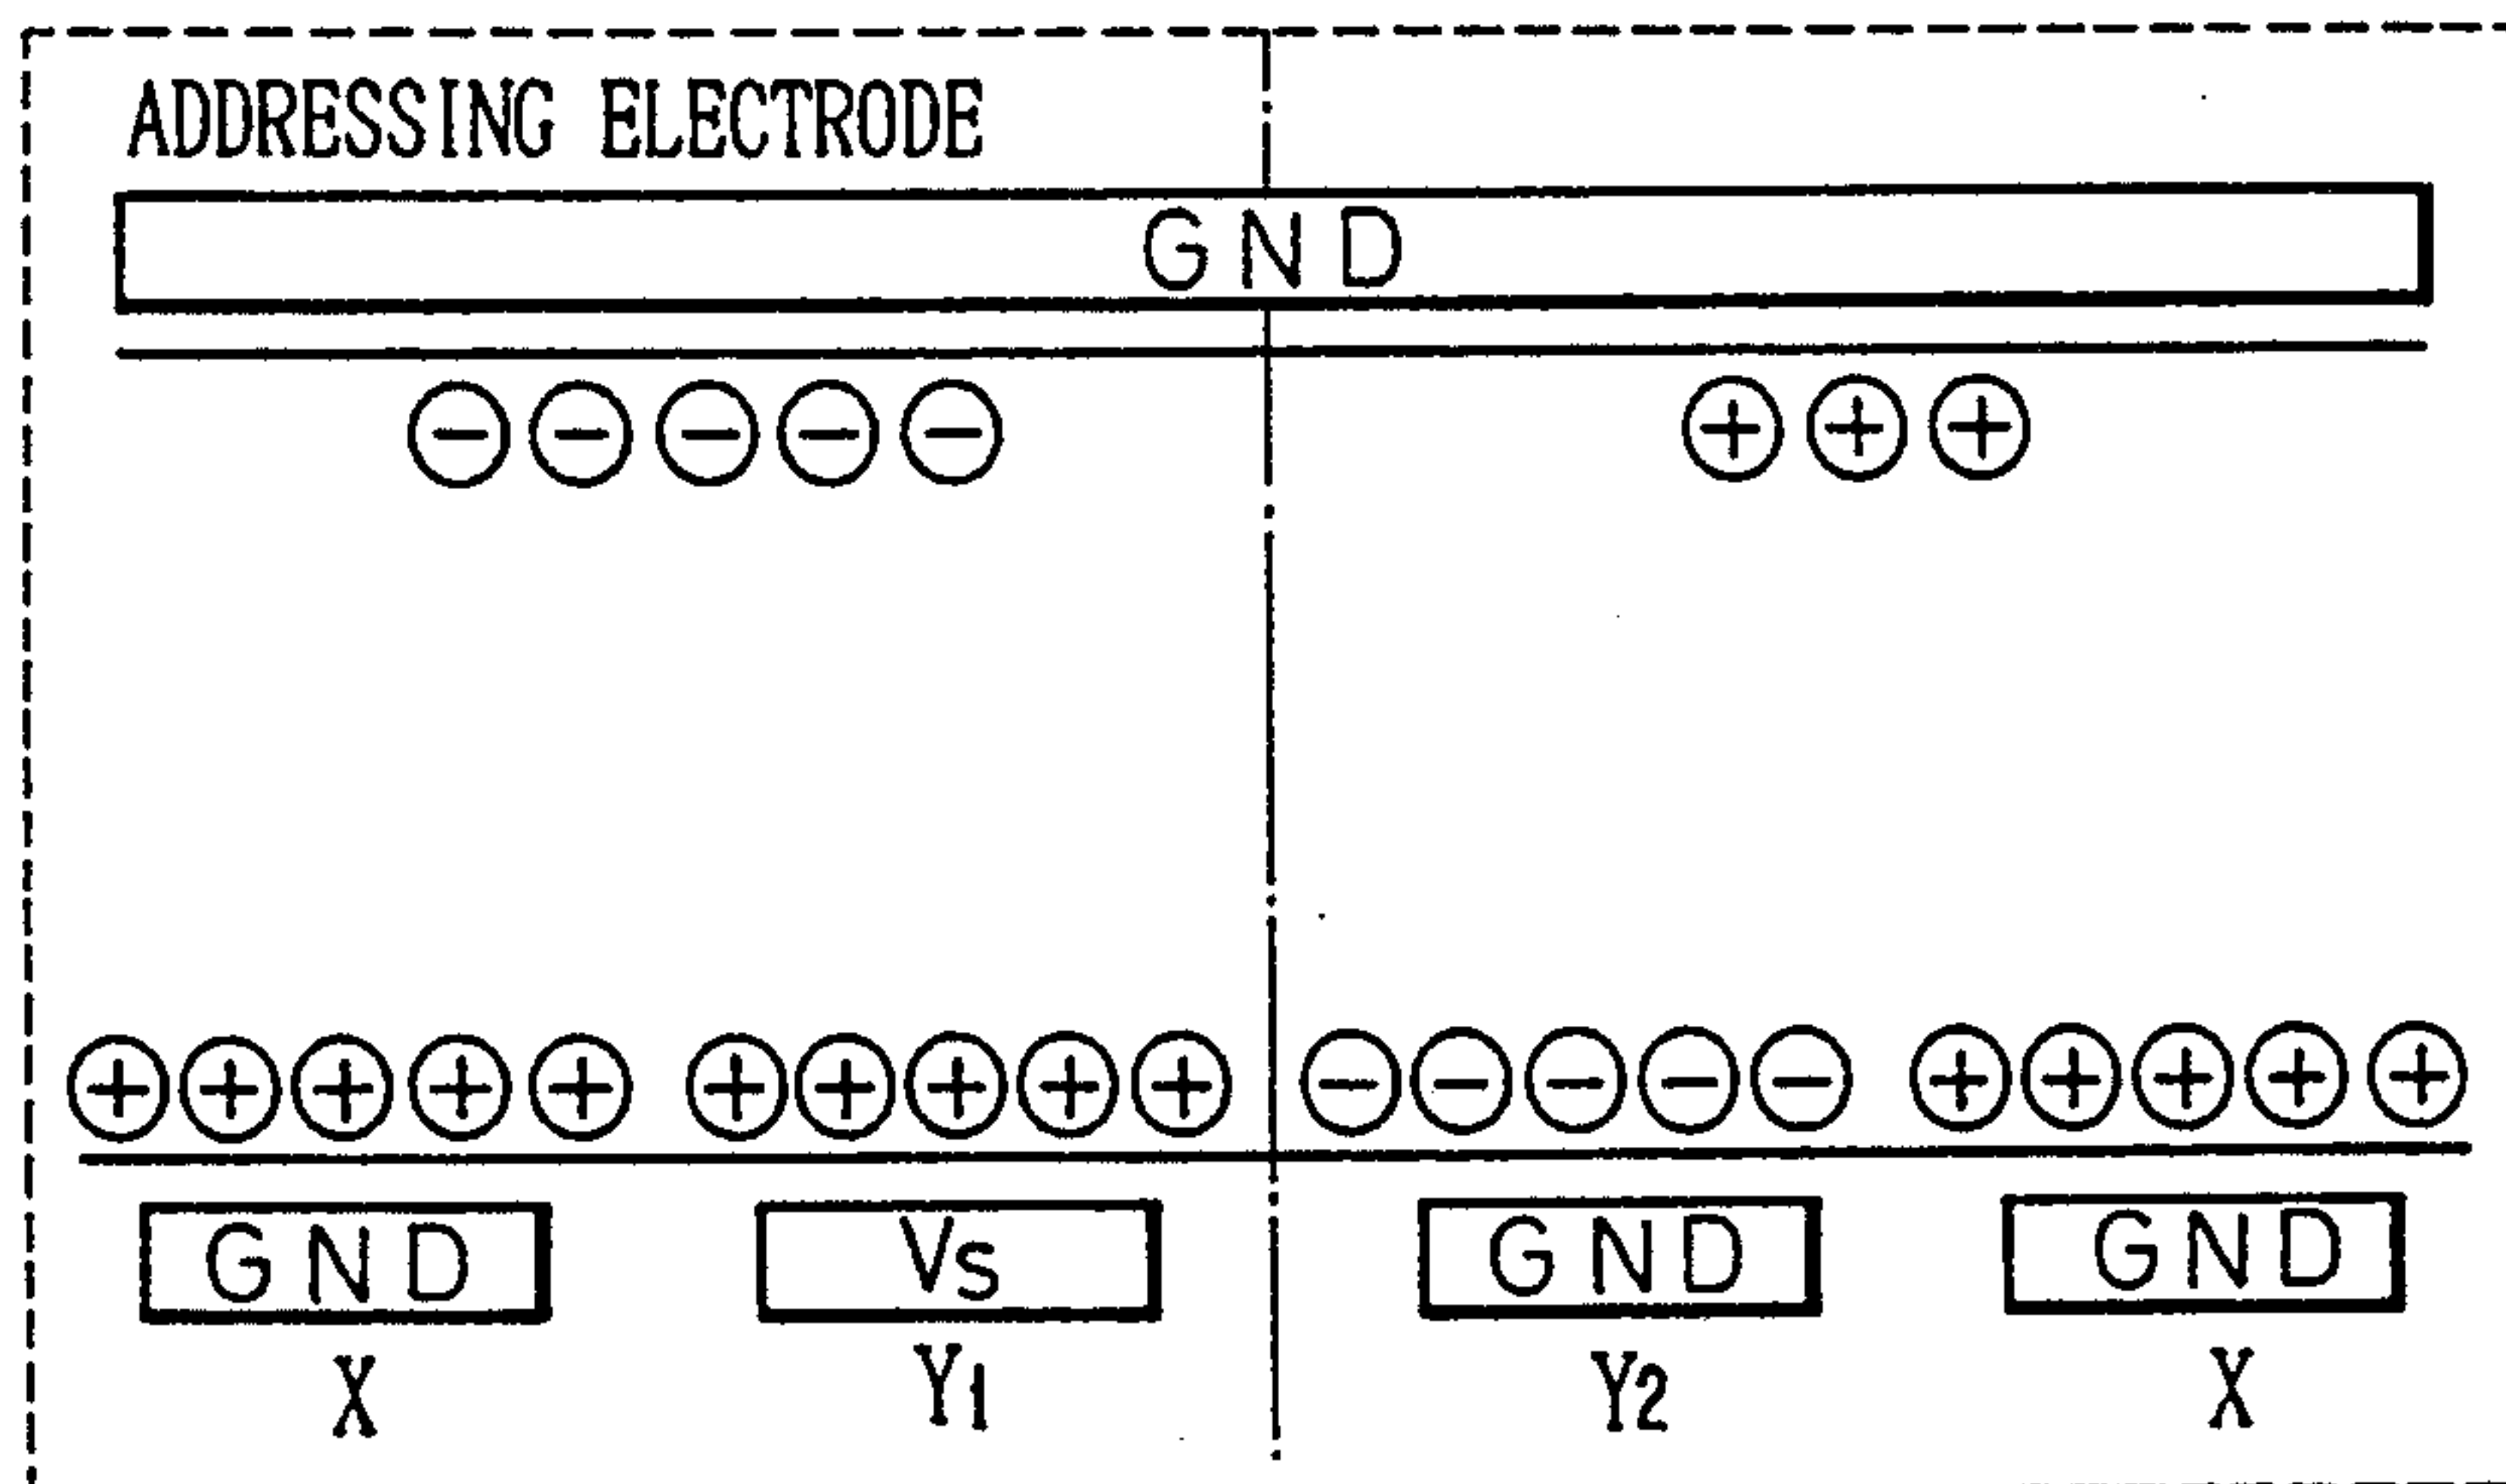 ADDRESSING ELECTRODE
GND
GND Vs GND GND
X Y1 Y2 X